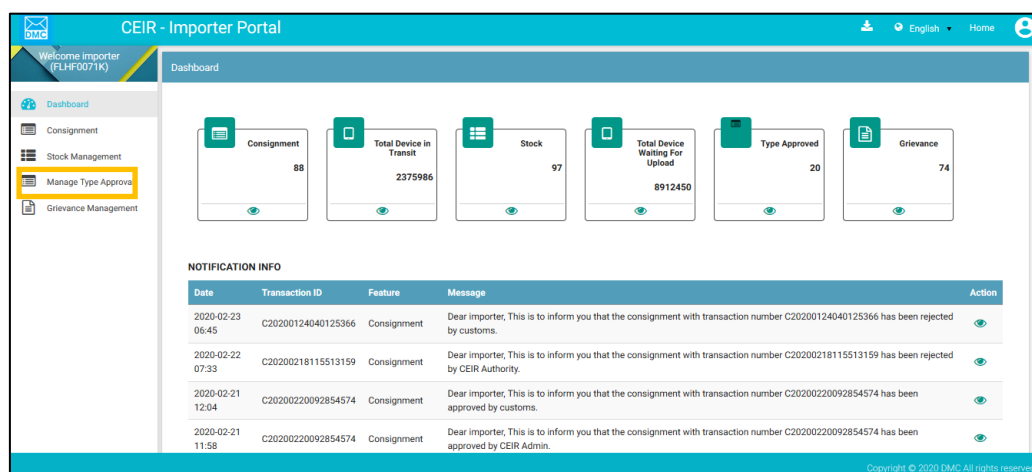 DMC
CEIR - Importer Portal
English
Home
Welcome importer
(FLHF0071K)
Dashboard
Dashboard
Consignment
Stock Management
Manage Type Approval
Grievance Management
Consignment
88
Total Device in
Transit
2375986
Stock
97
Total Device
Waiting For
Upload
8912450
Type Approved
20
Grievance
74
NOTIFICATION INFO
Date Transaction ID Feature Message Action
2020-02-23
06:45
C20200124040125366 Consignment
Dear importer, This is to inform you that the consignment with transaction number C20200124040125366 has been rejected
by customs.
2020-02-22
07:33
C20200218115513159 Consignment
Dear importer, This is to inform you that the consignment with transaction number C20200218115513159 has been rejected
by CEIR Authority.
2020-02-21
12:04
C20200220092854574 Consignment
Dear importer, This is to inform you that the consignment with transaction number C20200220092854574 has been
approved by customs.
2020-02-21
11:58
C20200220092854574 Consignment
Dear importer, This is to inform you that the consignment with transaction number C20200220092854574 has been
approved by CEIR Admin.
Copyright © 2020 DMC All rights reserved